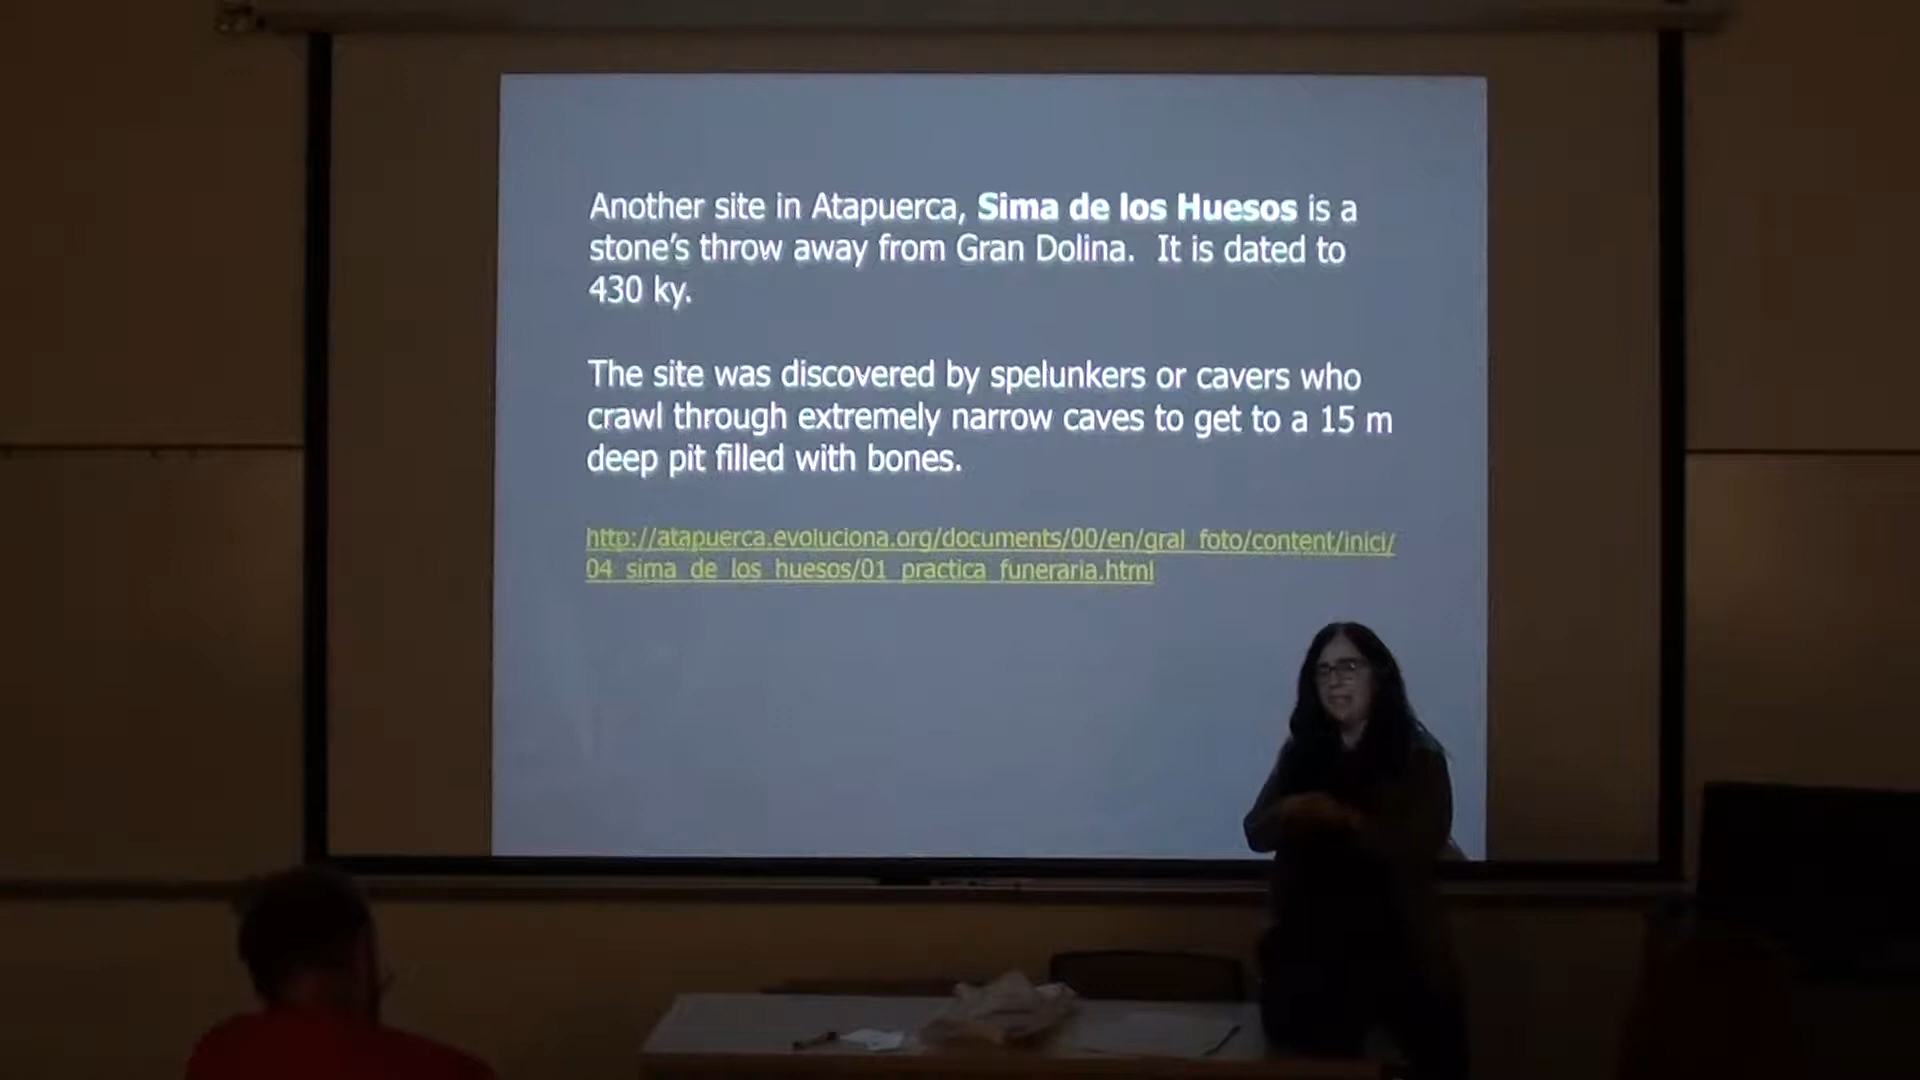 Another site in Atapuerca, Sima de los Huesos is a
stone's throw away from Gran Dolina.  It is dated to
430 ky.
The site was discovered by spelunkers or cavers who
crawl through extremely narrow caves to get to a 15 m
deep pit filled with bones.
http://atapuerca.evoluciona.org/documents/00/en/gral_foto/content/inici/
04_sima_de_los_huesos/01_practica_funeraria.html